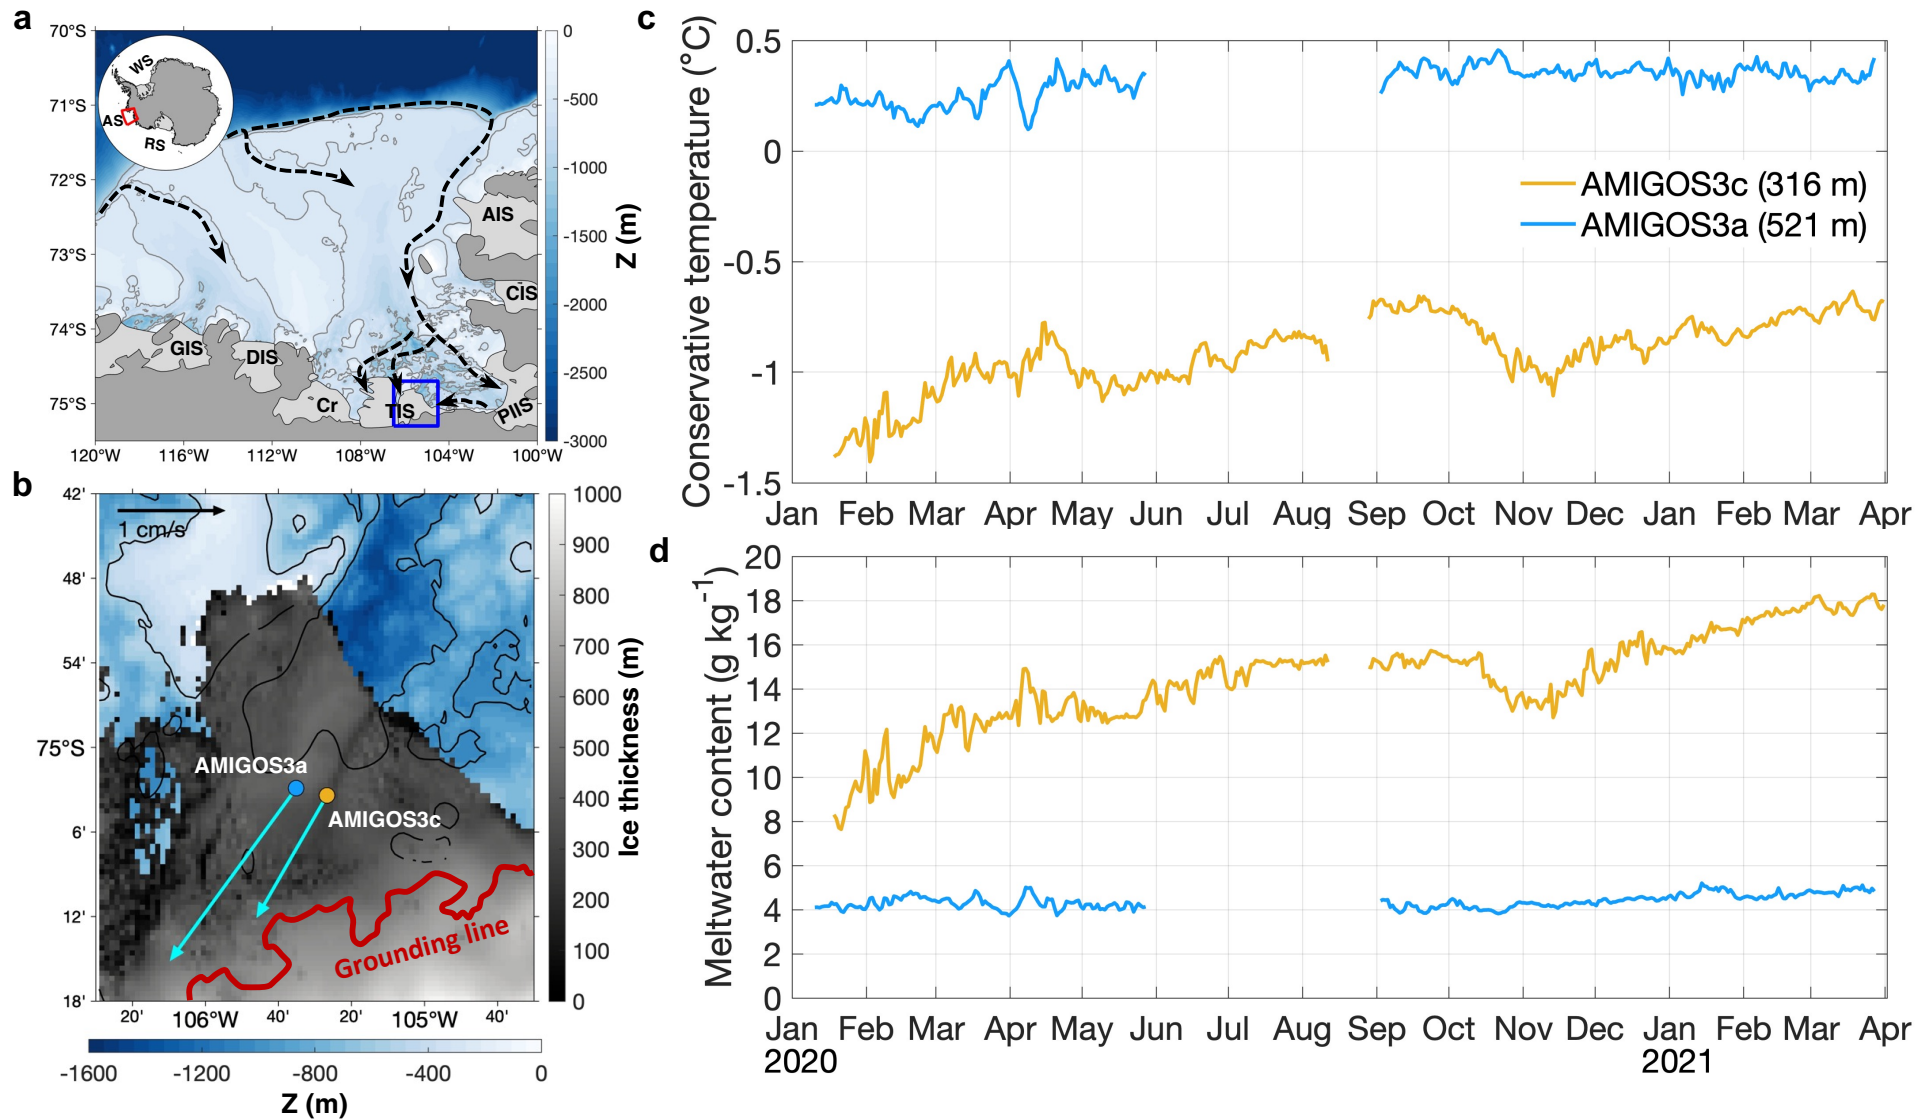 a
70°S
71°S
72°S
73°S
74°S
75°S
120°W 116°W 112°W 108°W 104°W 100°W
WS
AS
RS
AIS
CIS
GIS
DIS
Cr
TIS
PIIS
0
-500
-1000
-1500
-2000
-2500
-3000
Z (m)
b
42'
48'
54'
75°S
6'
12'
18'
20' 106°W 40' 20' 105°W 40'
1 cm/s
AMIGOS3a
AMIGOS3c
Grounding line
1000
900
800
700
600
500
400
300
200
100
0
Ice thickness (m)
-1600 -1200 -800 -400 0
Z (m)
c
Conservative temperature (°C)
0.5
0
-0.5
-1
-1.5
AMIGOS3c (316 m)
AMIGOS3a (521 m)
Jan Feb Mar Apr May Jun Jul Aug Sep Oct Nov Dec Jan Feb Mar Apr
d
Meltwater content (g kg⁻¹)
20
18
16
14
12
10
8
6
4
2
0
Jan Feb Mar Apr May Jun Jul Aug Sep Oct Nov Dec Jan Feb Mar Apr
2020 2021